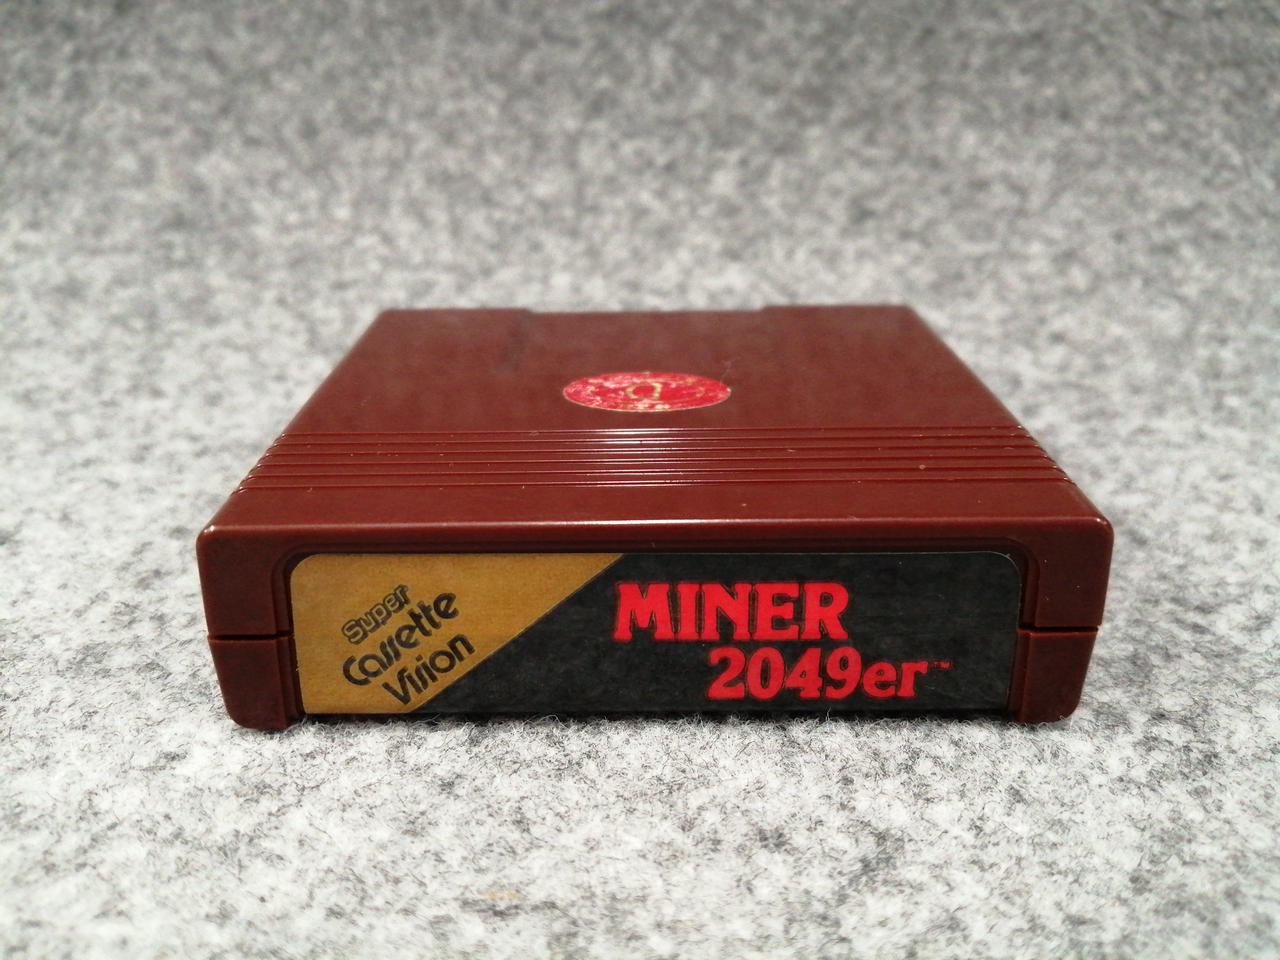 Super
Cassette
Vision
MINER
2049er™